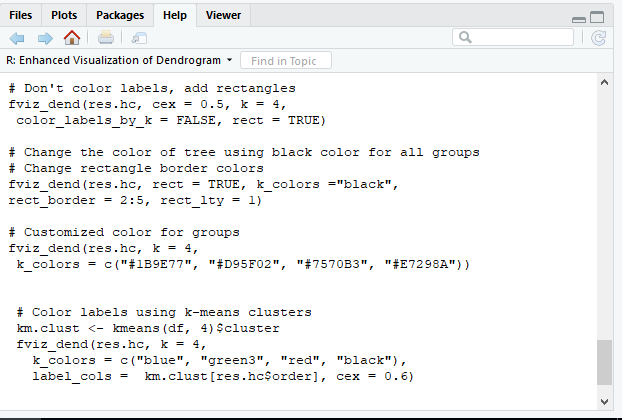 Files Plots Packages Help Viewer
R: Enhanced Visualization of Dendrogram Find in Topic
# Don't color labels, add rectangles
fviz_dend(res.hc, cex = 0.5, k = 4,
 color_labels_by_k = FALSE, rect = TRUE)
# Change the color of tree using black color for all groups
# Change rectangle border colors
fviz_dend(res.hc, rect = TRUE, k_colors ="black",
rect_border = 2:5, rect_lty = 1)
# Customized color for groups
fviz_dend(res.hc, k = 4,
 k_colors = c("#1B9E77", "#D95F02", "#7570B3", "#E7298A"))
 # Color labels using k-means clusters
 km.clust <- kmeans(df, 4)$cluster
 fviz_dend(res.hc, k = 4,
   k_colors = c("blue", "green3", "red", "black"),
   label_cols =  km.clust[res.hc$order], cex = 0.6)